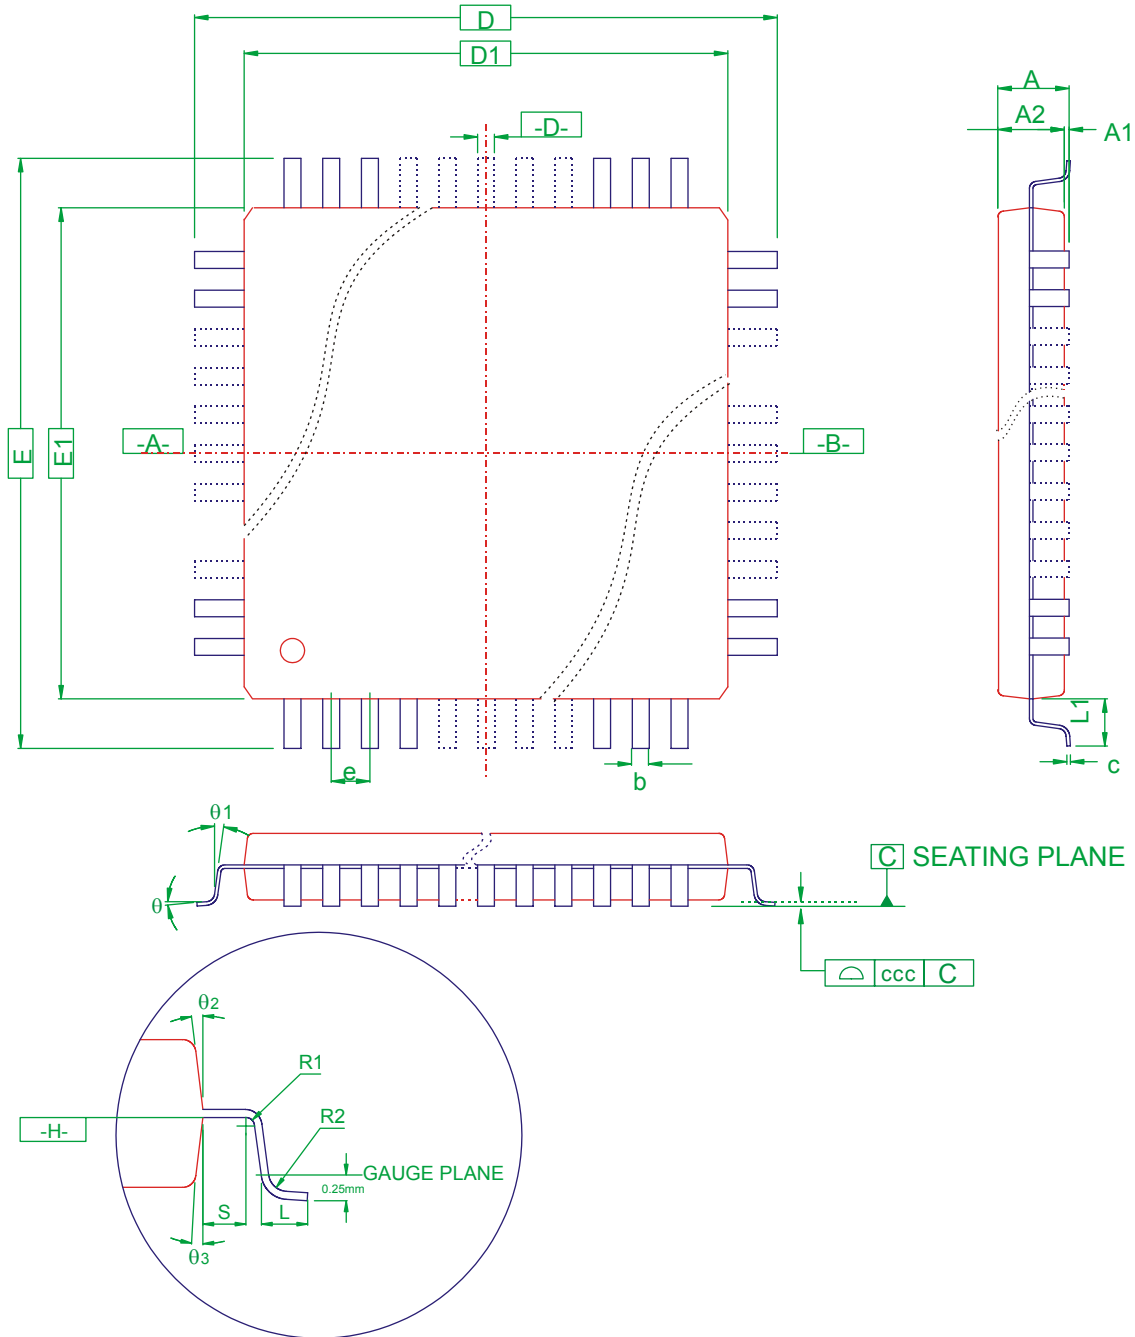 D
D1
-D-
A
A2
A1
E
E1
-A-
-B-
L1
e
b
c
θ1
θ
C SEATING PLANE
ccc C
θ2
R1
R2
-H-
GAUGE PLANE
0.25mm
S
L
θ3